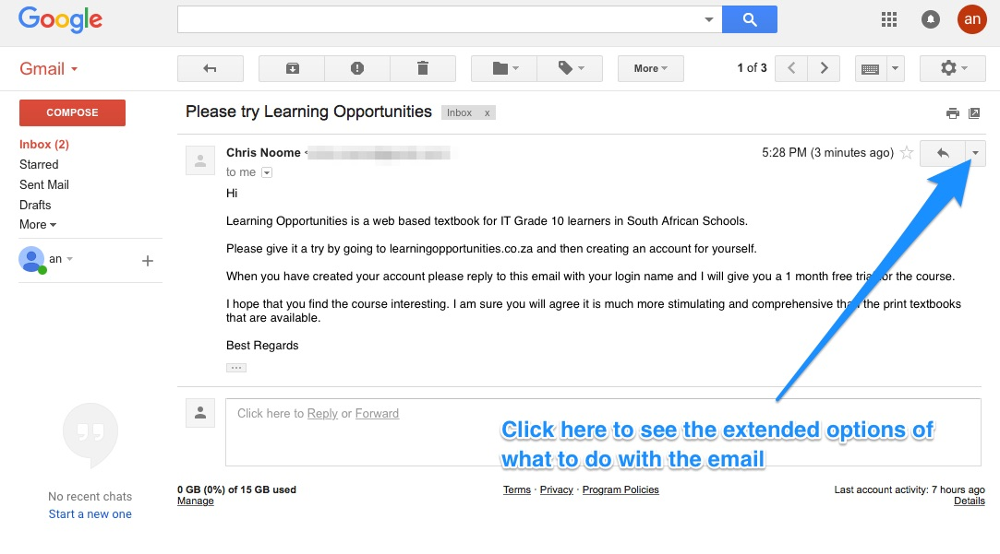 Google
an
Gmail
More
1 of 3
COMPOSE
Please try Learning Opportunities Inbox x
Inbox (2)
Starred
Sent Mail
Drafts
More
an
Chris Noome <
5:28 PM (3 minutes ago)
to me
Hi
Learning Opportunities is a web based textbook for IT Grade 10 learners in South African Schools.
Please give it a try by going to learningopportunities.co.za and then creating an account for yourself.
When you have created your account please reply to this email with your login name and I will give you a 1 month free trial for the course.
I hope that you find the course interesting. I am sure you will agree it is much more stimulating and comprehensive than the print textbooks
that are available.
Best Regards
Click here to Reply or Forward
Click here to see the extended options of
what to do with the email
No recent chats
Start a new one
0 GB (0%) of 15 GB used
Manage
Terms · Privacy · Program Policies
Last account activity: 7 hours ago
Details